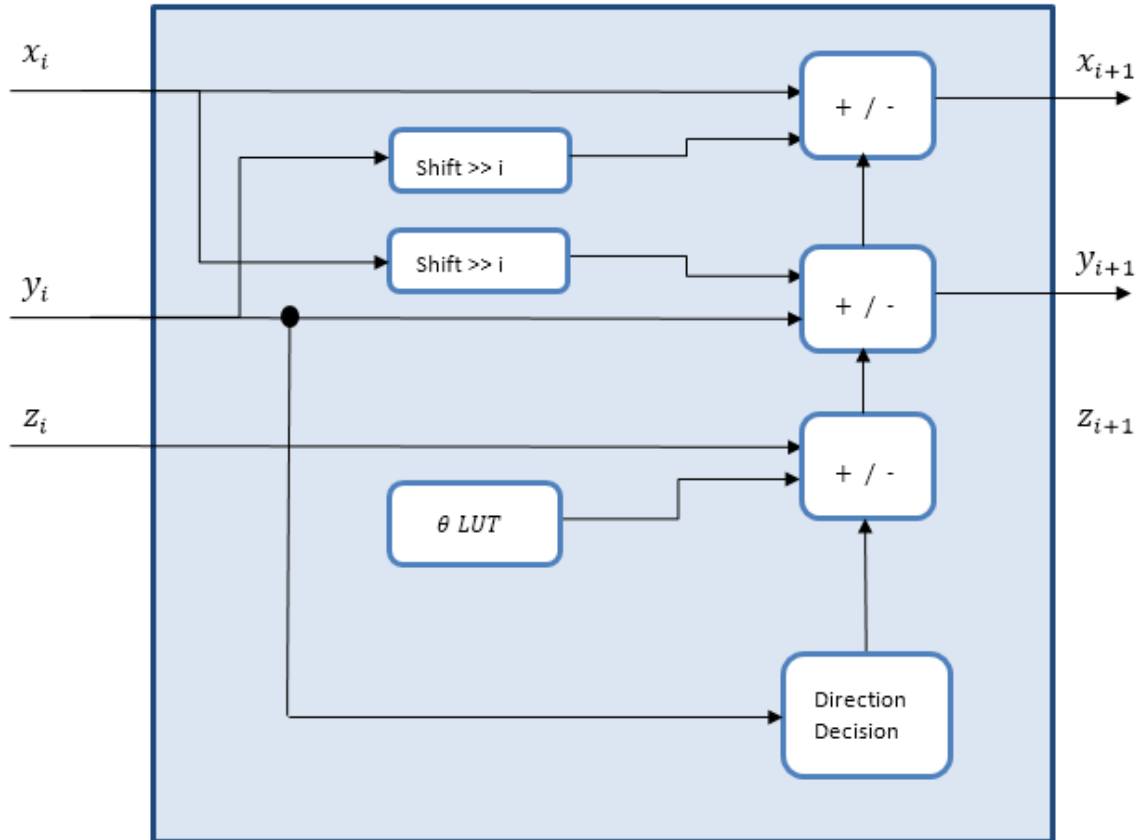 xᵢ
xᵢ₊₁
+ / -
Shift >> i
Shift >> i
yᵢ
yᵢ₊₁
+ / -
zᵢ
zᵢ₊₁
+ / -
θ LUT
Direction
Decision